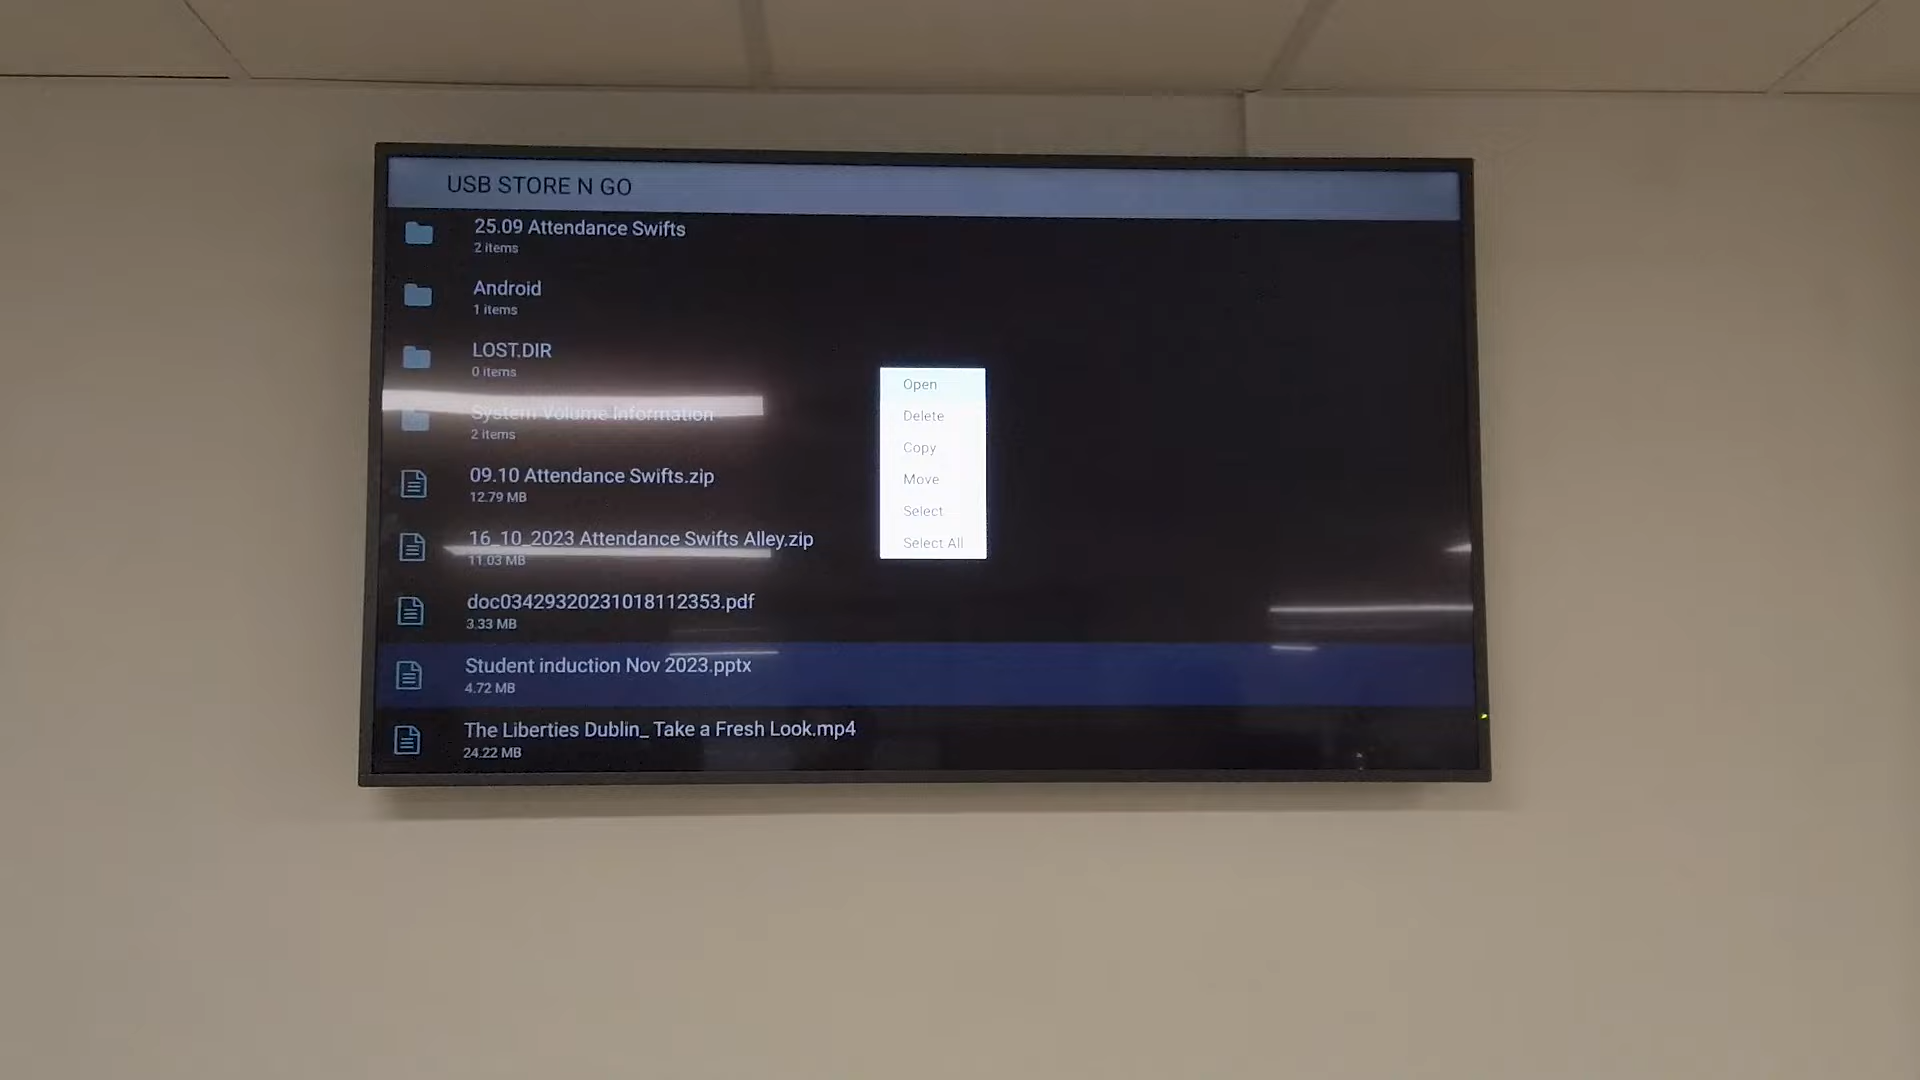 USB STORE N GO
25.09 Attendance Swifts
2 items
Android
1 items
LOST.DIR
0 items
System Volume Information
2 items
09.10 Attendance Swifts.zip
12.79 MB
16_10_2023 Attendance Swifts Alley.zip
11.03 MB
doc03429320231018112353.pdf
3.33 MB
Student induction Nov 2023.pptx
4.72 MB
The Liberties Dublin_ Take a Fresh Look.mp4
24.22 MB
Open
Delete
Copy
Move
Select
Select All